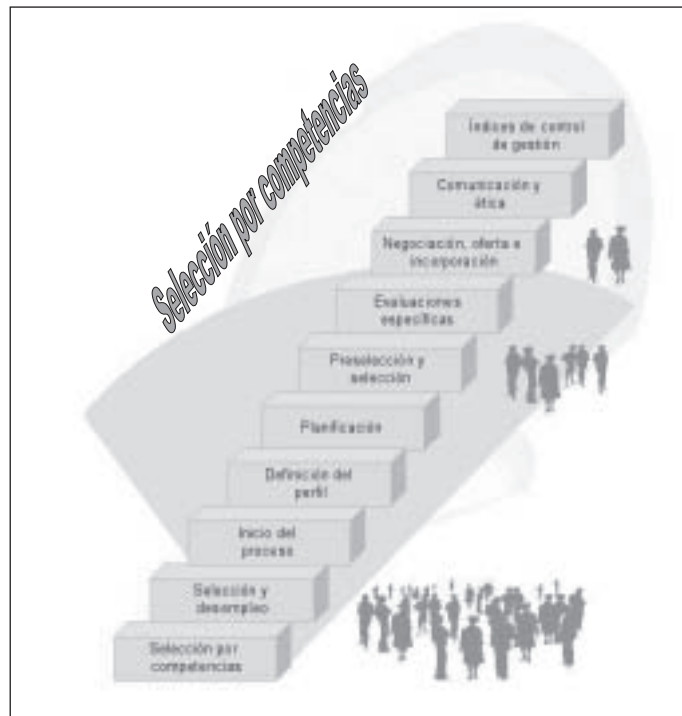 Selección por competencias
Índices de control
de gestión
Comunicación y
ética
Negociación, oferta e
incorporación
Evaluaciones
específicas
Preselección y
selección
Planificación
Definición del
perfil
Inicio del
proceso
Selección y
desempleo
Selección por
competencias